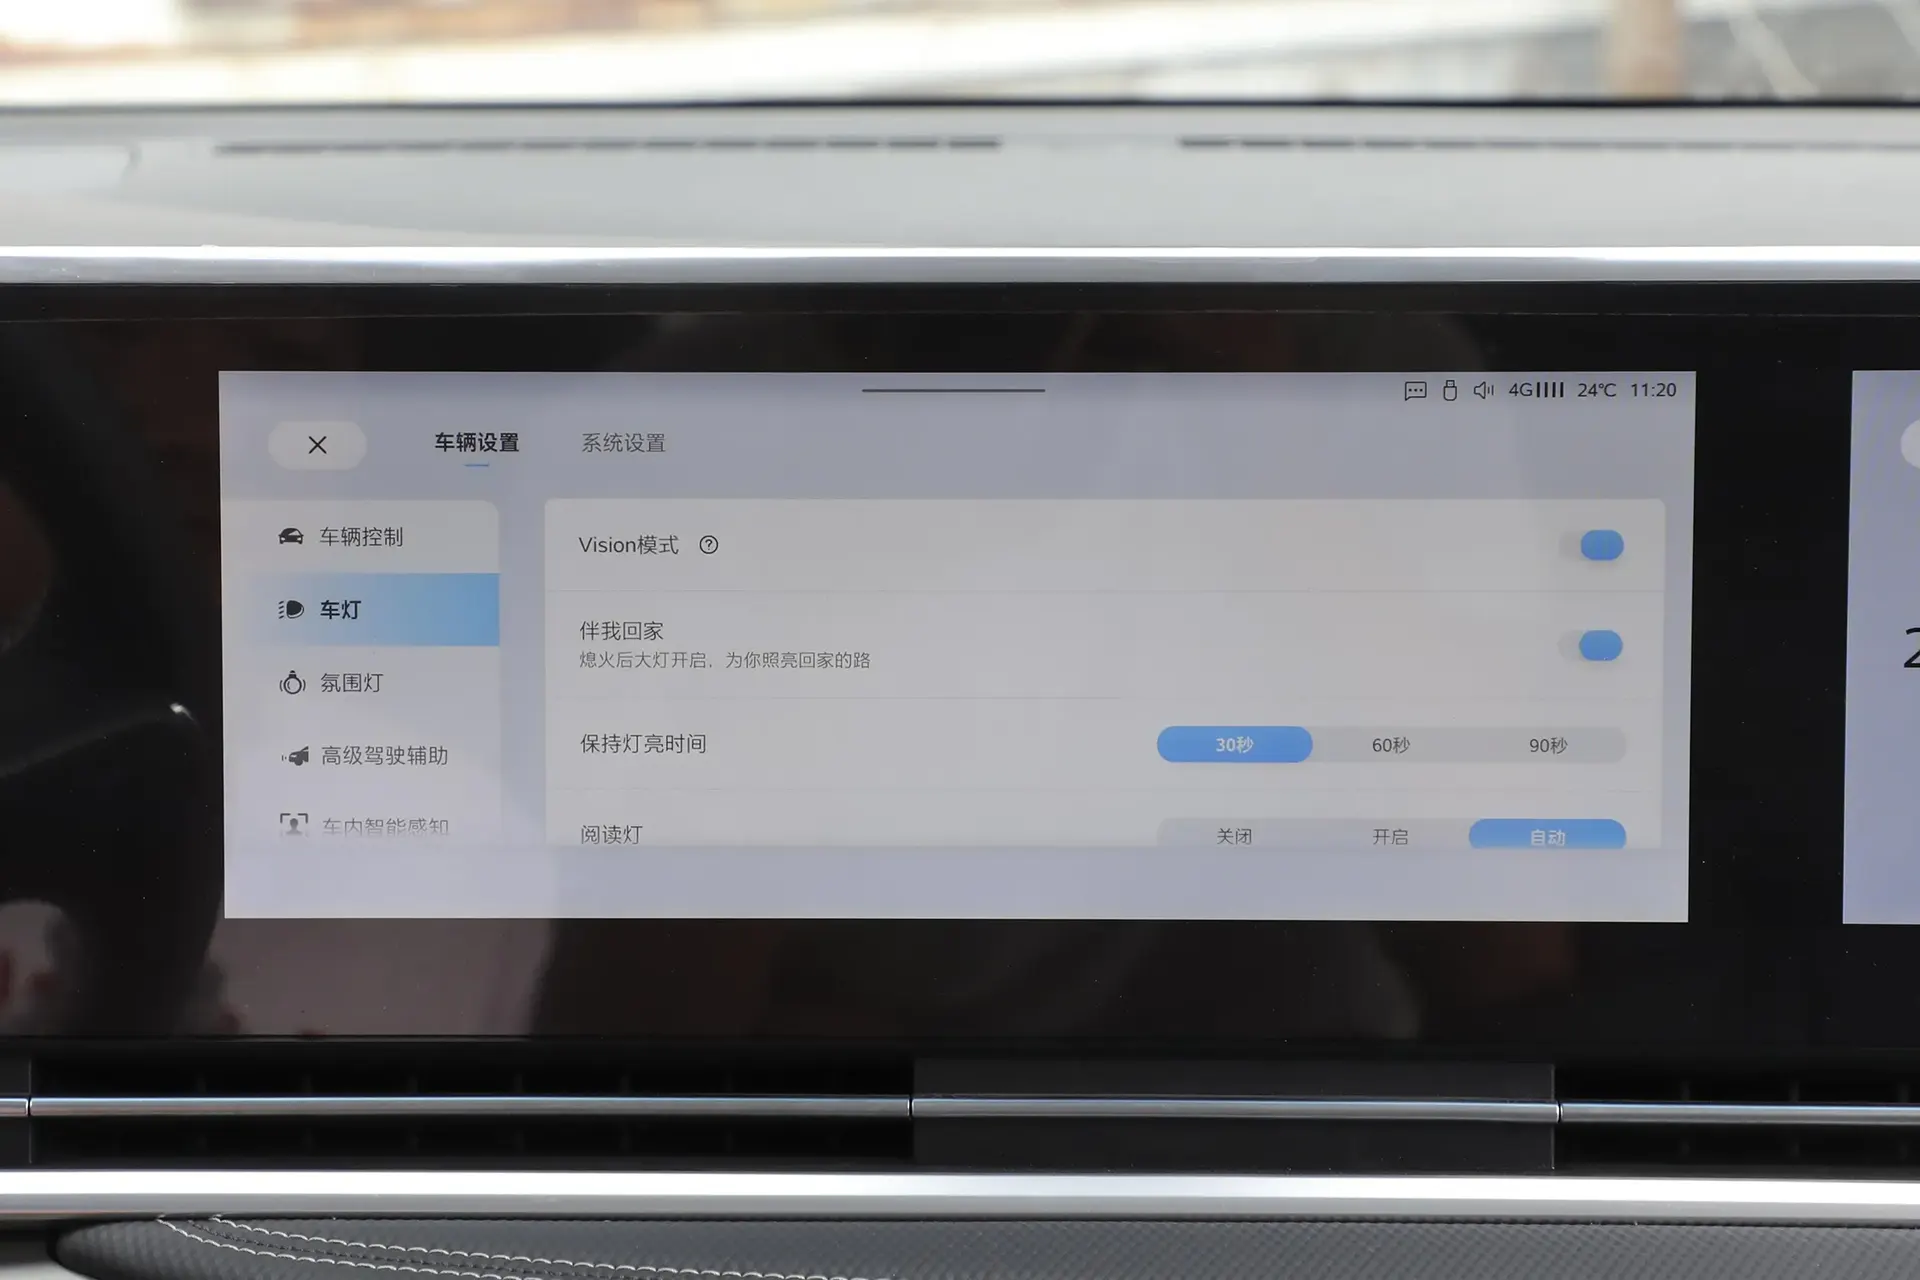 4G 24℃ 11:20
车辆设置 系统设置
车辆控制
车灯
氛围灯
高级驾驶辅助
车内智能感知
Vision模式 ?
伴我回家
熄火后大灯开启，为你照亮回家的路
保持灯亮时间 30秒 60秒 90秒
阅读灯 关闭 开启 自动
2